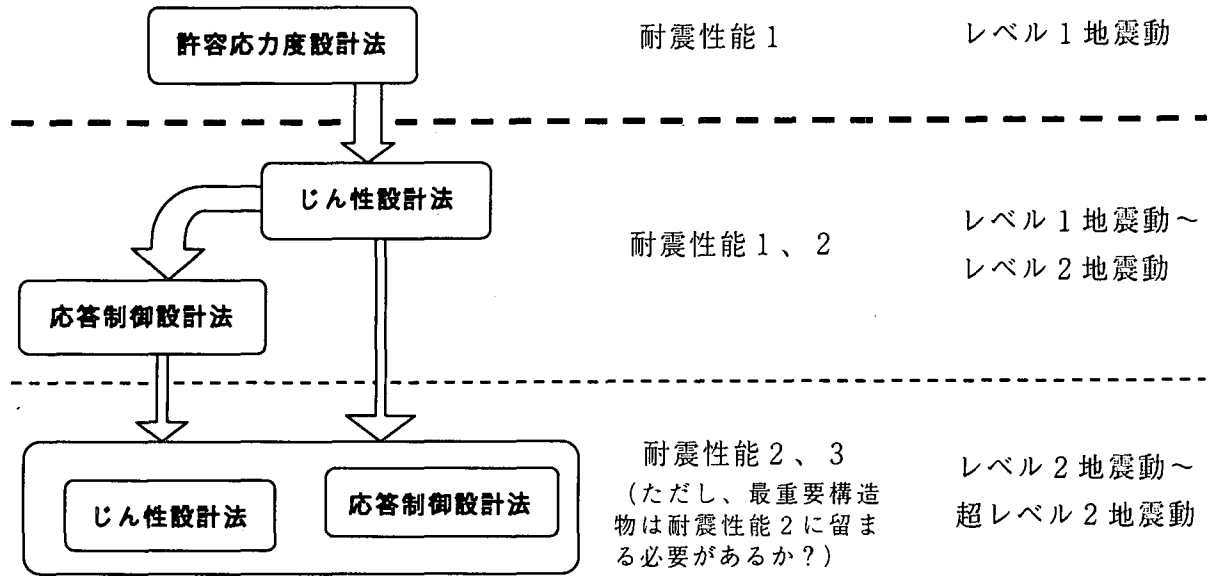 許容応力度設計法
耐震性能1
レベル1地震動
じん性設計法
耐震性能1、2
レベル1地震動～
レベル2地震動
応答制御設計法
じん性設計法
応答制御設計法
耐震性能2、3
（ただし、最重要構造
物は耐震性能2に留ま
る必要があるか？）
レベル2地震動～
超レベル2地震動